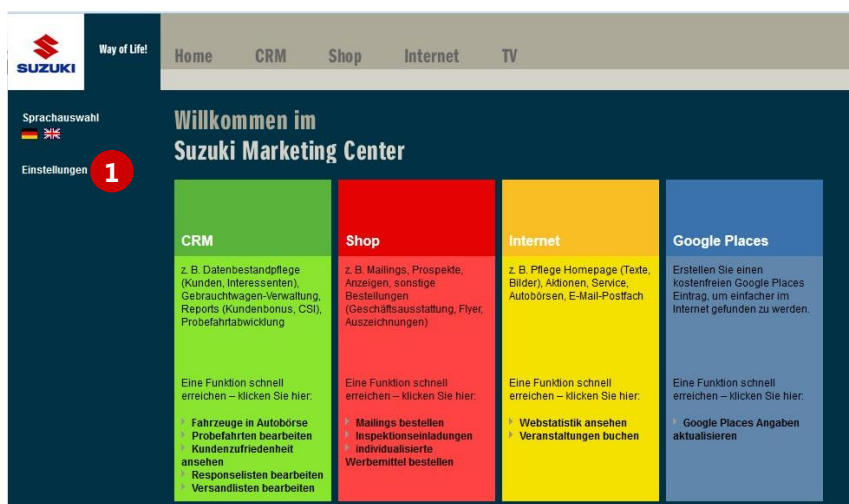 SUZUKI
Way of Life!
Home CRM Shop Internet TV
Sprachauswahl
Einstellungen
1
Willkommen im
Suzuki Marketing Center
CRM
z. B. Datenbestandpflege
(Kunden, Interessenten),
Gebrauchtwagen-Verwaltung,
Reports (Kundenbonus, CSI),
Probefahrtabwicklung
Eine Funktion schnell
erreichen – klicken Sie hier:
Fahrzeuge in Autobörse
Probefahrten bearbeiten
Kundenzufriedenheit
ansehen
Responselisten bearbeiten
Versandlisten bearbeiten
Shop
z. B. Mailings, Prospekte,
Anzeigen, sonstige
Bestellungen
(Geschäftsausstattung, Flyer,
Auszeichnungen)
Eine Funktion schnell
erreichen – klicken Sie hier:
Mailings bestellen
Inspektionseinladungen
individualisierte
Werbemittel bestellen
Internet
z. B. Pflege Homepage (Texte,
Bilder), Aktionen, Service,
Autobörsen, E-Mail-Postfach
Eine Funktion schnell
erreichen – klicken Sie hier:
Webstatistik ansehen
Veranstaltungen buchen
Google Places
Erstellen Sie einen
kostenfreien Google Places
Eintrag, um einfacher im
Internet gefunden zu werden.
Eine Funktion schnell
erreichen – klicken Sie hier:
Google Places Angaben
aktualisieren